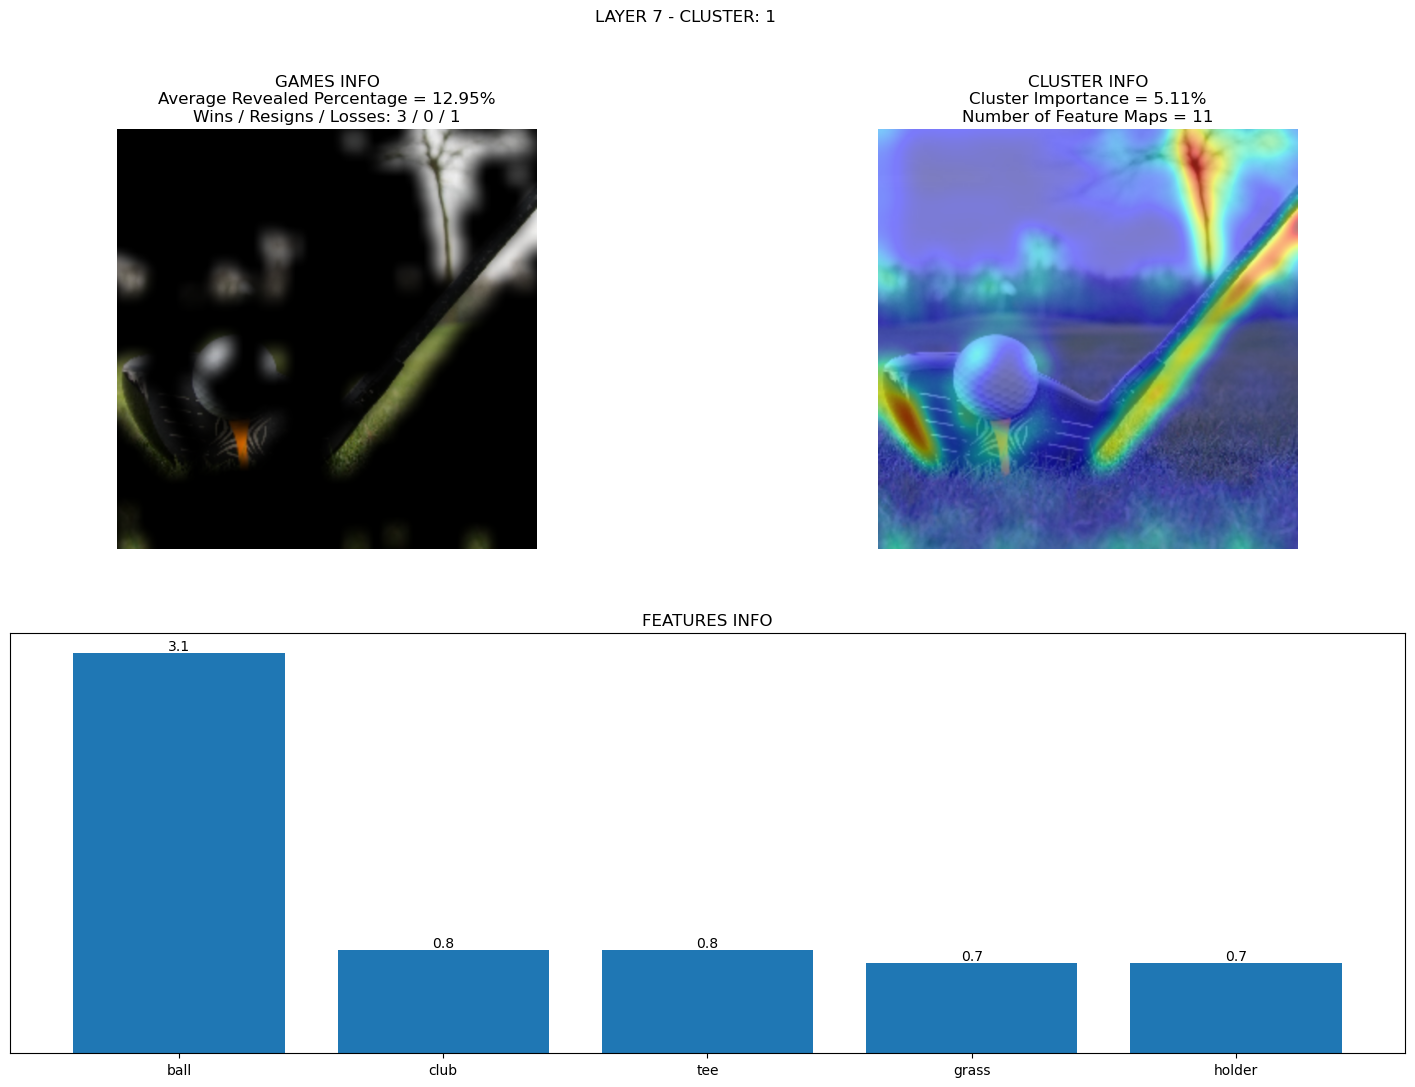 LAYER 7 - CLUSTER: 1
GAMES INFO
Average Revealed Percentage = 12.95%
Wins / Resigns / Losses: 3 / 0 / 1
CLUSTER INFO
Cluster Importance = 5.11%
Number of Feature Maps = 11
FEATURES INFO
3.1
0.8
0.8
0.7
0.7
ball
club
tee
grass
holder